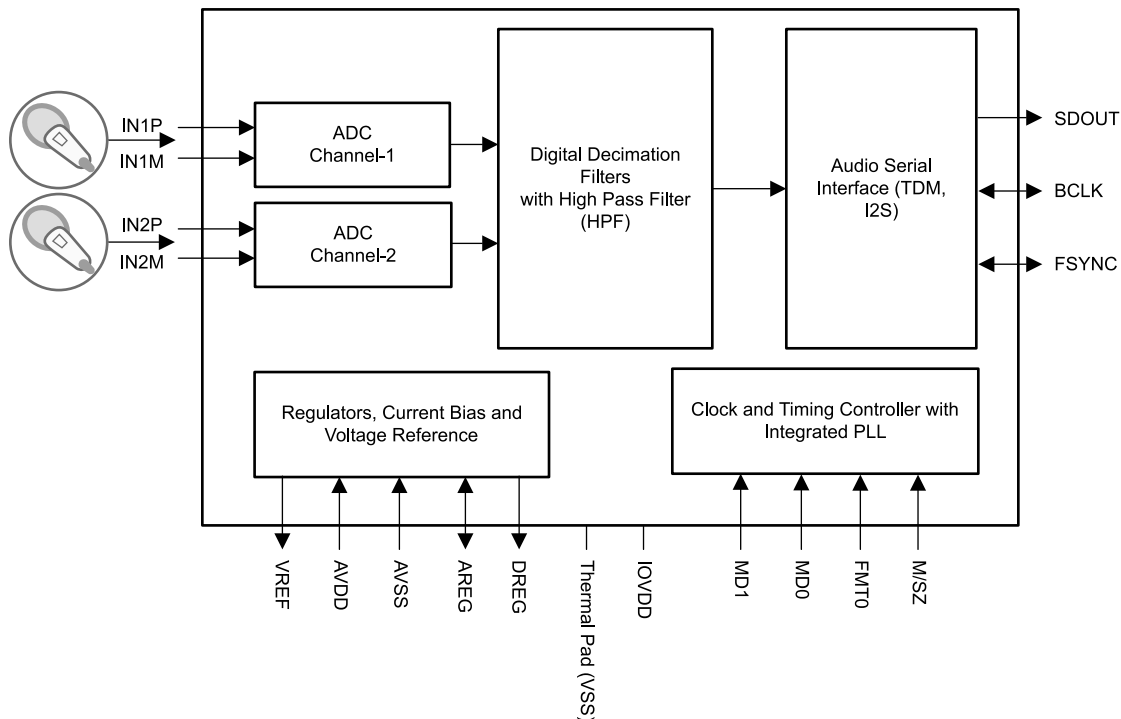 IN1P
IN1M
IN2P
IN2M
ADC
Channel-1
ADC
Channel-2
Digital Decimation
Filters
with High Pass Filter
(HPF)
Audio Serial
Interface (TDM,
I2S)
SDOUT
BCLK
FSYNC
Regulators, Current Bias and
Voltage Reference
Clock and Timing Controller with
Integrated PLL
VREF
AVDD
AVSS
AREG
DREG
Thermal Pad (VSS)
IOVDD
MD1
MD0
FMT0
M/SZ